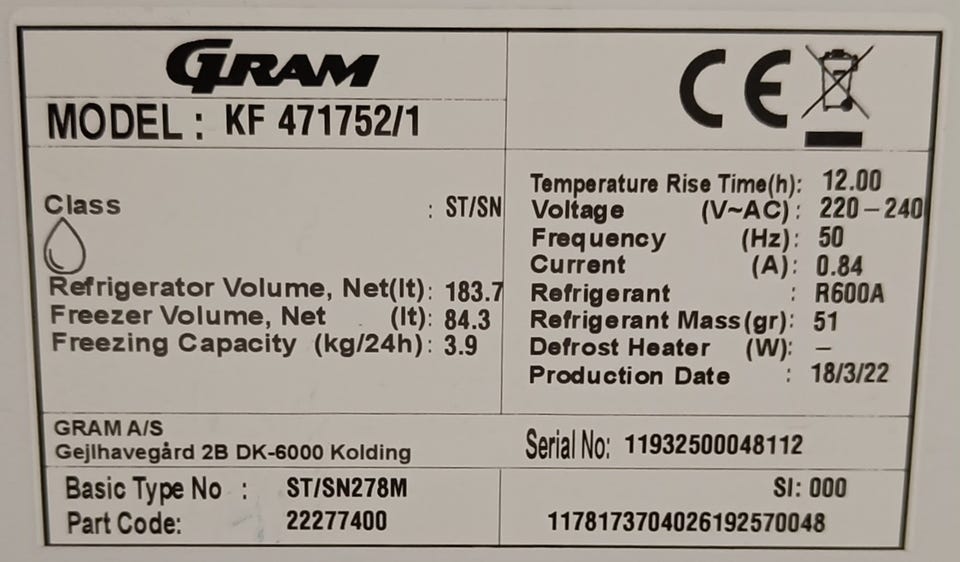 GRAM
MODEL : KF 471752/1
CE
Class : ST/SN
Refrigerator Volume, Net(lt): 183.7
Freezer Volume, Net (lt): 84.3
Freezing Capacity (kg/24h): 3.9
Temperature Rise Time(h): 12.00
Voltage (V~AC): 220-240
Frequency (Hz): 50
Current (A): 0.84
Refrigerant : R600A
Refrigerant Mass(gr): 51
Defrost Heater (W): -
Production Date : 18/3/22
GRAM A/S
Gejlhavegård 2B DK-6000 Kolding
Serial No: 11932500048112
Basic Type No : ST/SN278M
Part Code: 22277400
SI: 000
1178173704026192570048